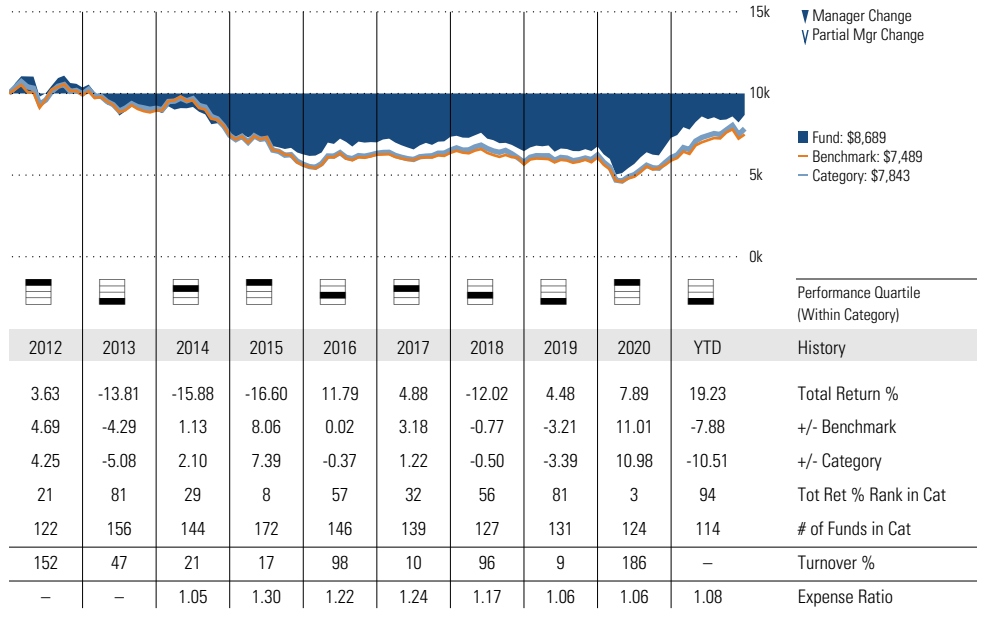 15k
▼ Manager Change
Partial Mgr Change
10k
Fund: $8,689
Benchmark: $7,489
Category: $7,843
5k
0k
Performance Quartile
(Within Category)
2012 2013 2014 2015 2016 2017 2018 2019 2020 YTD History
3.63 -13.81 -15.88 -16.60 11.79 4.88 -12.02 4.48 7.89 19.23 Total Return %
4.69 -4.29 1.13 8.06 0.02 3.18 -0.77 -3.21 11.01 -7.88 +/- Benchmark
4.25 -5.08 2.10 7.39 -0.37 1.22 -0.50 -3.39 10.98 -10.51 +/- Category
21 81 29 8 57 32 56 81 3 94 Tot Ret % Rank in Cat
122 156 144 172 146 139 127 131 124 114 # of Funds in Cat
152 47 21 17 98 10 96 9 186 – Turnover %
– – 1.05 1.30 1.22 1.24 1.17 1.06 1.06 1.08 Expense Ratio